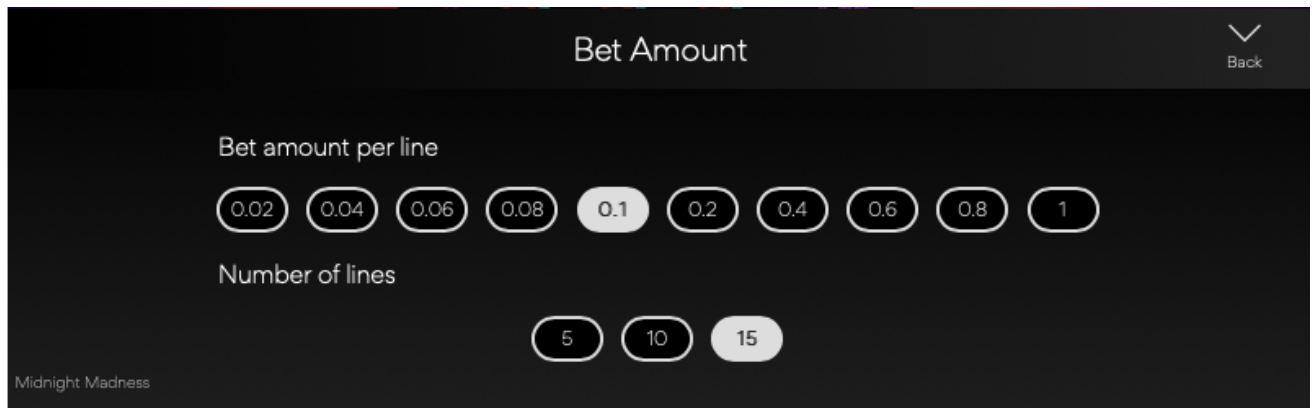 Bet Amount
Back
Bet amount per line
0.02 0.04 0.06 0.08 0.1 0.2 0.4 0.6 0.8 1
Number of lines
5 10 15
Midnight Madness